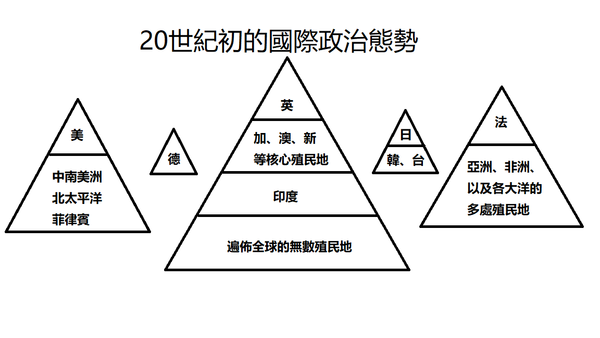 20世紀初的國際政治態勢
美
中南美洲
北太平洋
菲律賓
德
英
加、澳、新
等核心殖民地
印度
遍佈全球的無數殖民地
日
韓、台
法
亞洲、非洲、
以及各大洋的
多處殖民地